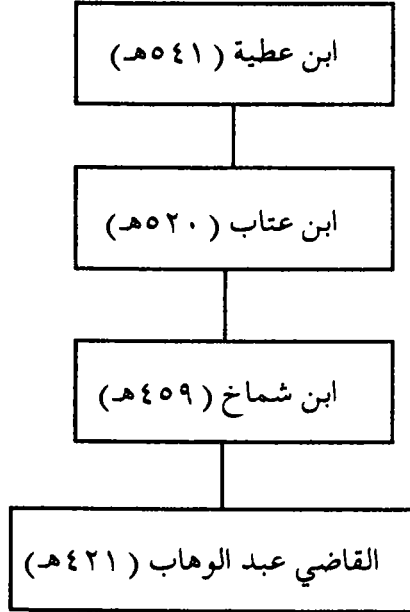 ابن عطية (٥٤١هـ)
ابن عتاب (٥٢٠هـ)
ابن شماخ (٤٥٩هـ)
القاضي عبد الوهاب (٤٢١هـ)